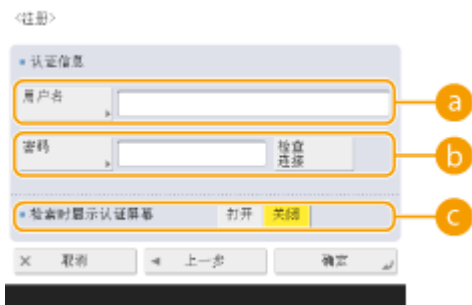 <注册>
认证信息
用户名
a
密码
检查
连接
b
检索时显示认证屏幕 打开 关闭
c
取消 上一步 确定